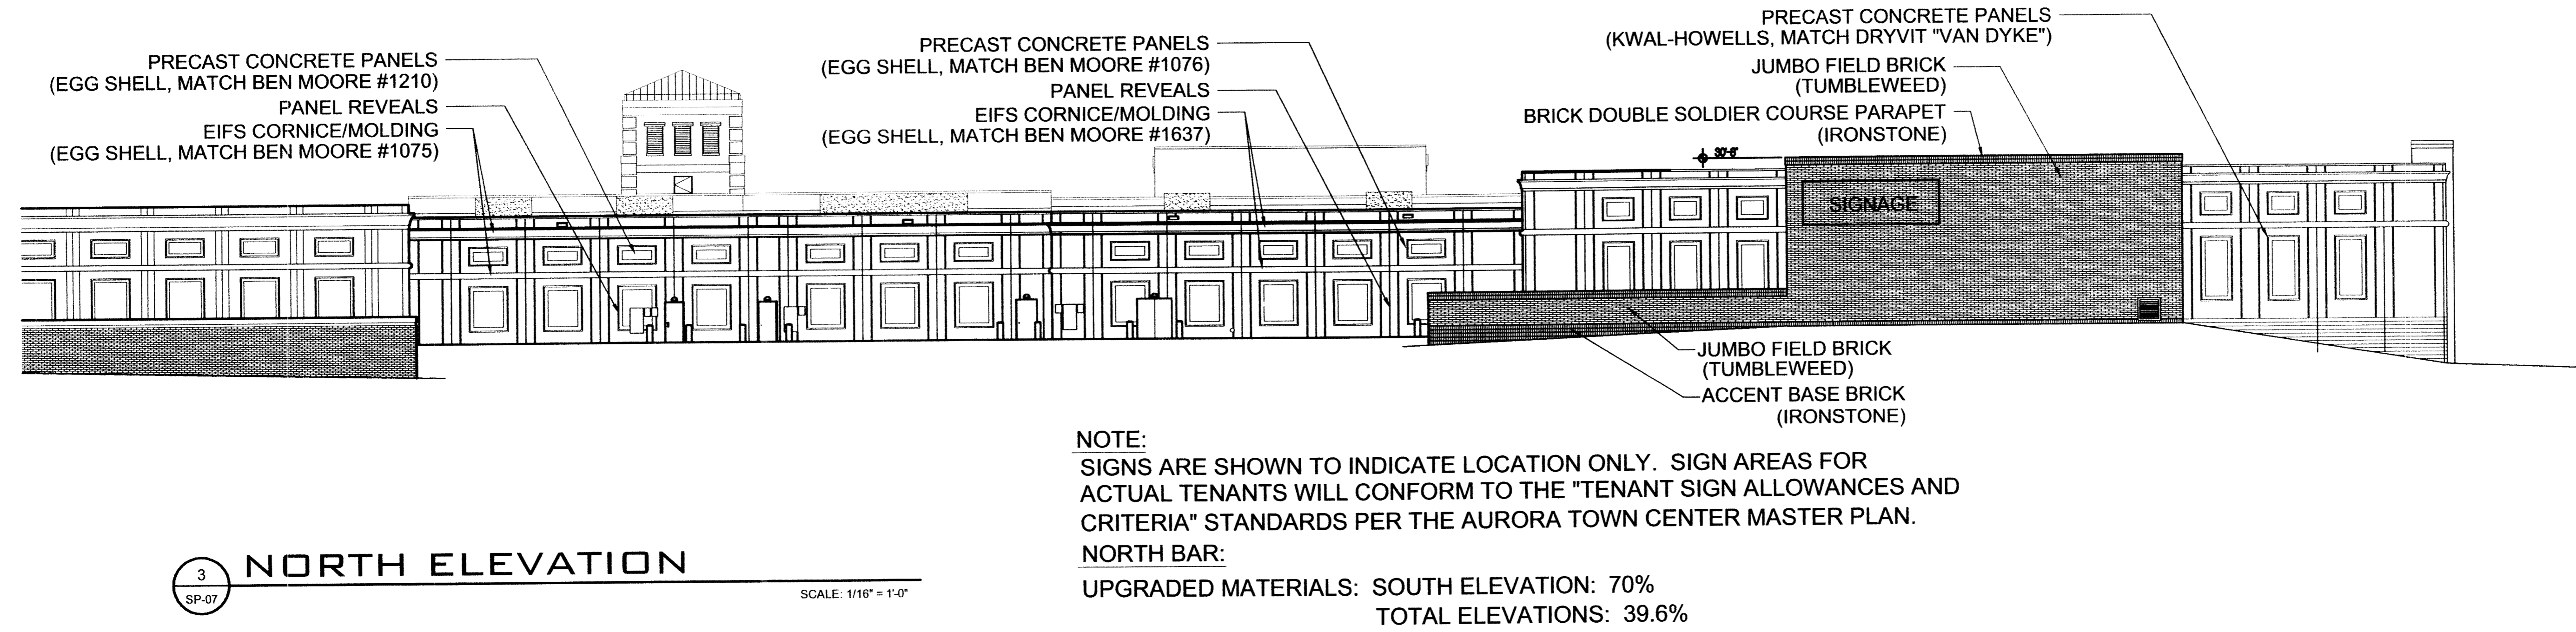 PRECAST CONCRETE PANELS
(EGG SHELL, MATCH BEN MOORE #1210)
PANEL REVEALS
EIFS CORNICE/MOLDING
(EGG SHELL, MATCH BEN MOORE #1075)
PRECAST CONCRETE PANELS
(EGG SHELL, MATCH BEN MOORE #1076)
PANEL REVEALS
EIFS CORNICE/MOLDING
(EGG SHELL, MATCH BEN MOORE #1637)
PRECAST CONCRETE PANELS
(KWAL-HOWELLS, MATCH DRYVIT "VAN DYKE")
JUMBO FIELD BRICK
(TUMBLEWEED)
BRICK DOUBLE SOLDIER COURSE PARAPET
(IRONSTONE)
30'-6"
SIGNAGE
JUMBO FIELD BRICK
(TUMBLEWEED)
ACCENT BASE BRICK
(IRONSTONE)
NOTE:
SIGNS ARE SHOWN TO INDICATE LOCATION ONLY. SIGN AREAS FOR
ACTUAL TENANTS WILL CONFORM TO THE "TENANT SIGN ALLOWANCES AND
CRITERIA" STANDARDS PER THE AURORA TOWN CENTER MASTER PLAN.
NORTH BAR:
UPGRADED MATERIALS: SOUTH ELEVATION: 70%
TOTAL ELEVATIONS: 39.6%
3
SP-07
NORTH ELEVATION
SCALE: 1/16" = 1'-0"